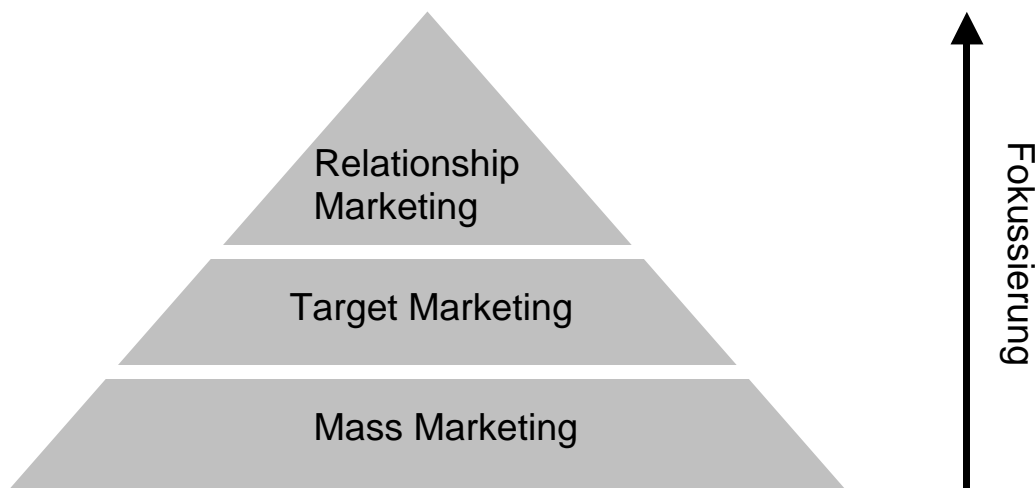 Relationship
Marketing
Target Marketing
Mass Marketing
Fokussierung